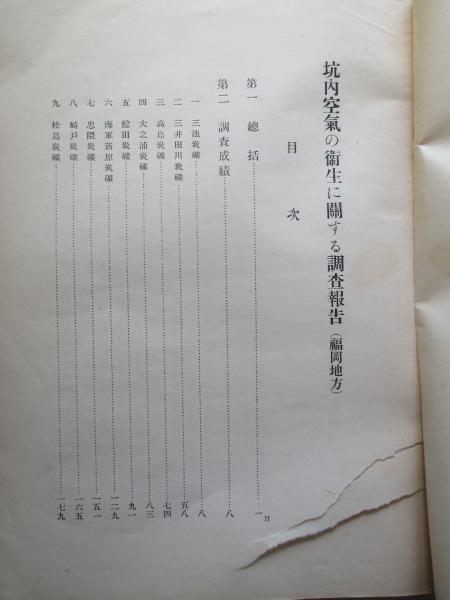 坑內空氣の衞生に關する調査報吿（福岡地方）
目次
頁
第一 總括……一
第二 調査成績……八
一 三池炭礦……八
二 三井田川炭礦……五八
三 高島炭礦……七四
四 大之浦炭礦……八三
五 鯰田炭礦……九一
六 海軍新原炭礦……一二九
七 忠隈炭礦……一五一
八 崎戶炭礦……一六五
九 松島炭礦……一七九